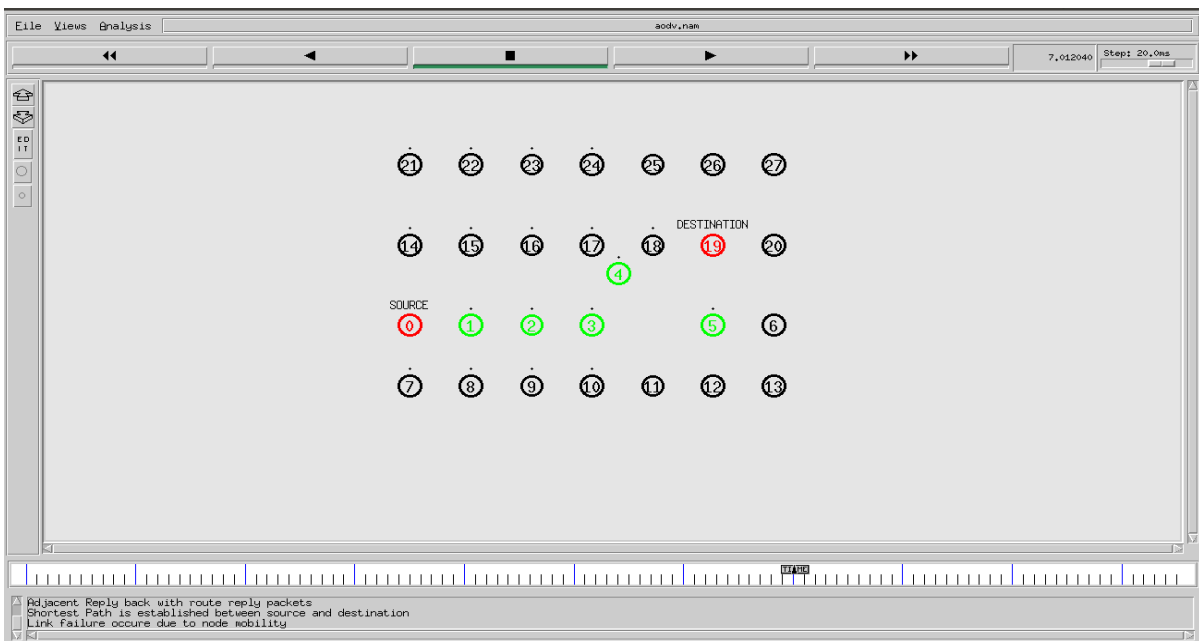 File Views Analysis aodv.nam
7.012040 Step: 20.0ms
ED
IT
21 22 23 24 25 26 27
DESTINATION
14 15 16 17 18 19 20
4
SOURCE
0 1 2 3 5 6
7 8 9 10 11 12 13
TIME
Adjacent Reply back with route reply packets
Shortest Path is established between source and destination
Link failure occure due to node mobility